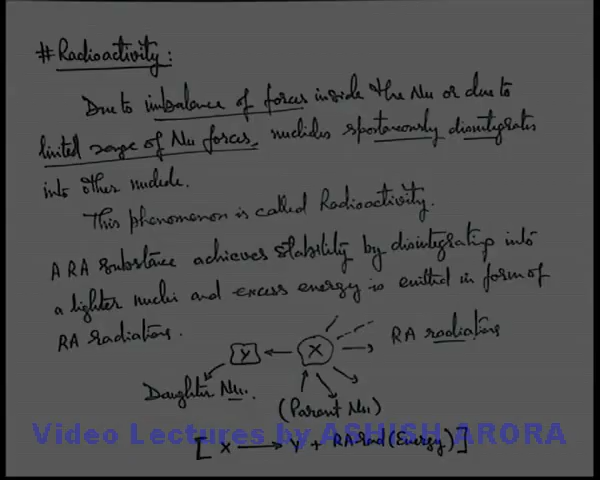 # Radioactivity:
Due to imbalance of forces inside the Nu or due to
limited range of Nu forces, nuclides spontaneously disintegrates
into other nuclide.
This phenomenon is called Radioactivity.
A RA substance achieves stability by disintegrating into
a lighter nuclei and excess energy is emitted in form of
RA radiations.
Y ← X → RA radiations
Daughter Nu.
(Parent Nu)
Video Lectures by ASHISH ARORA
[ X → Y + RA rad (Energy) ]